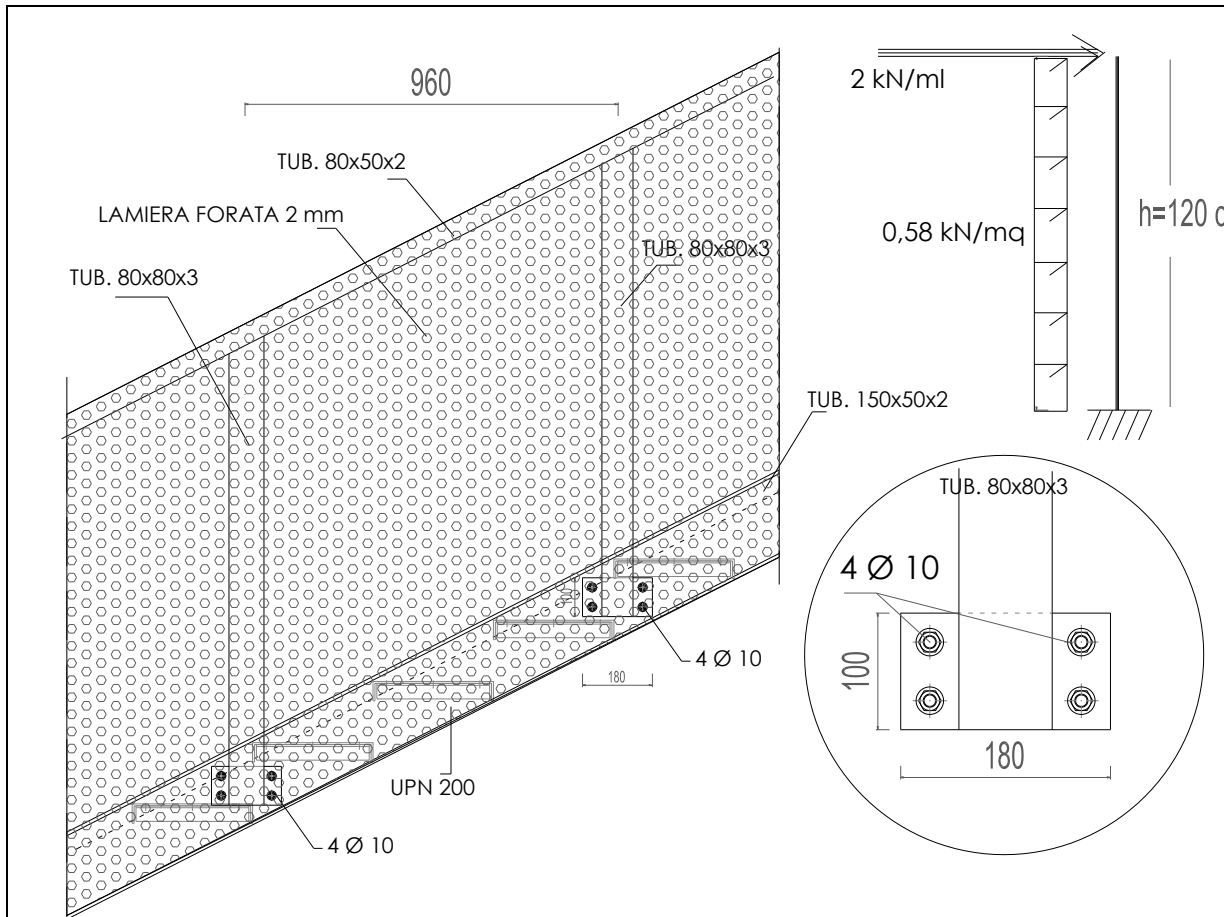 960
2 kN/ml
TUB. 80x50x2
LAMIERA FORATA 2 mm
0,58 kN/mq
h=120 c
TUB. 80x80x3
TUB. 80x80x3
TUB. 150x50x2
TUB. 80x80x3
4 Ø 10
100
100
4 Ø 10
180
180
UPN 200
4 Ø 10